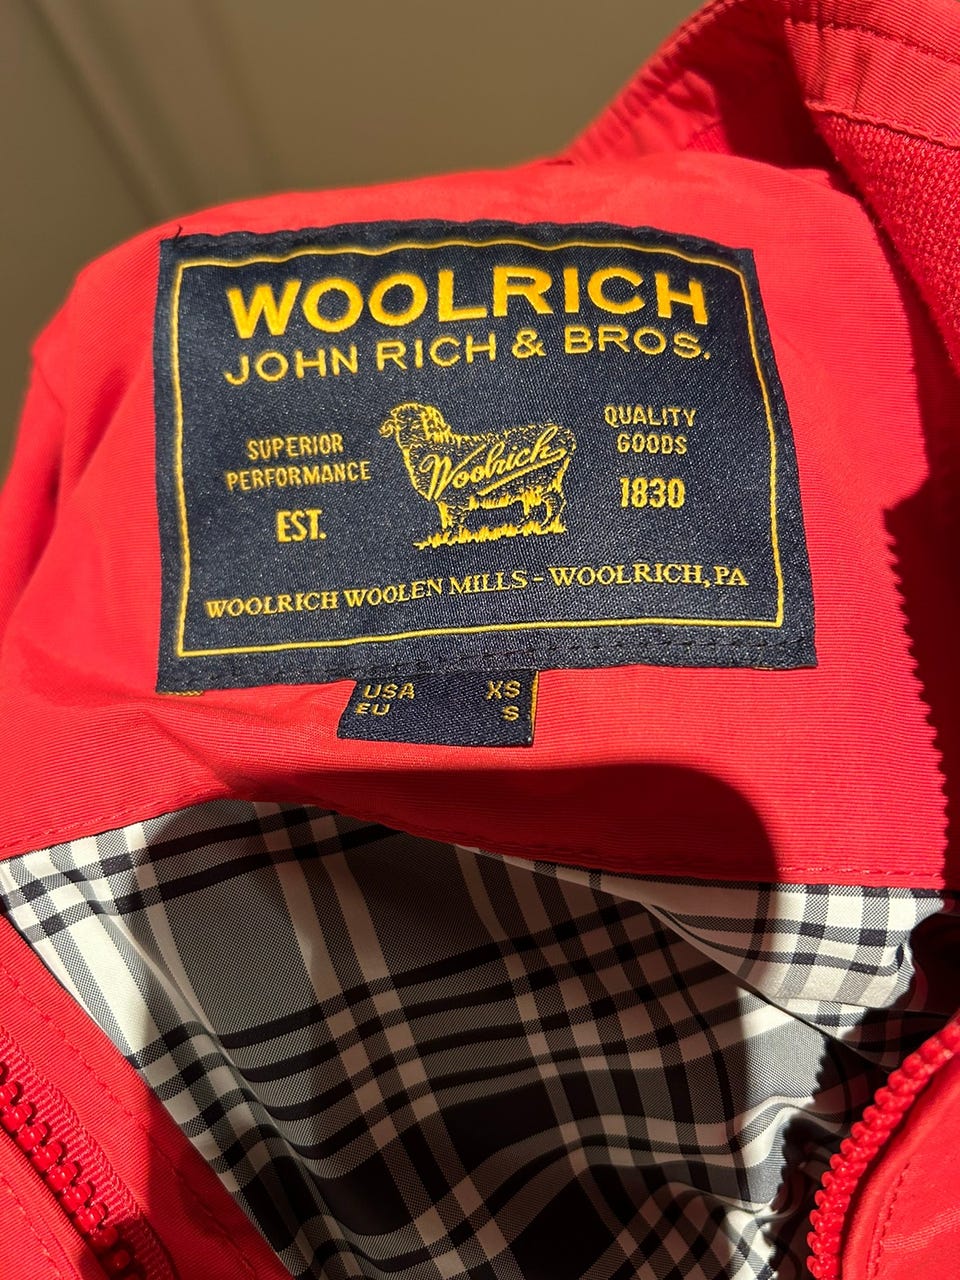 WOOLRICH
JOHN RICH & BROS.
SUPERIOR
PERFORMANCE
EST.
Woolrich
QUALITY
GOODS
1830
WOOLRICH WOOLEN MILLS - WOOLRICH, PA
USA XS
EU S